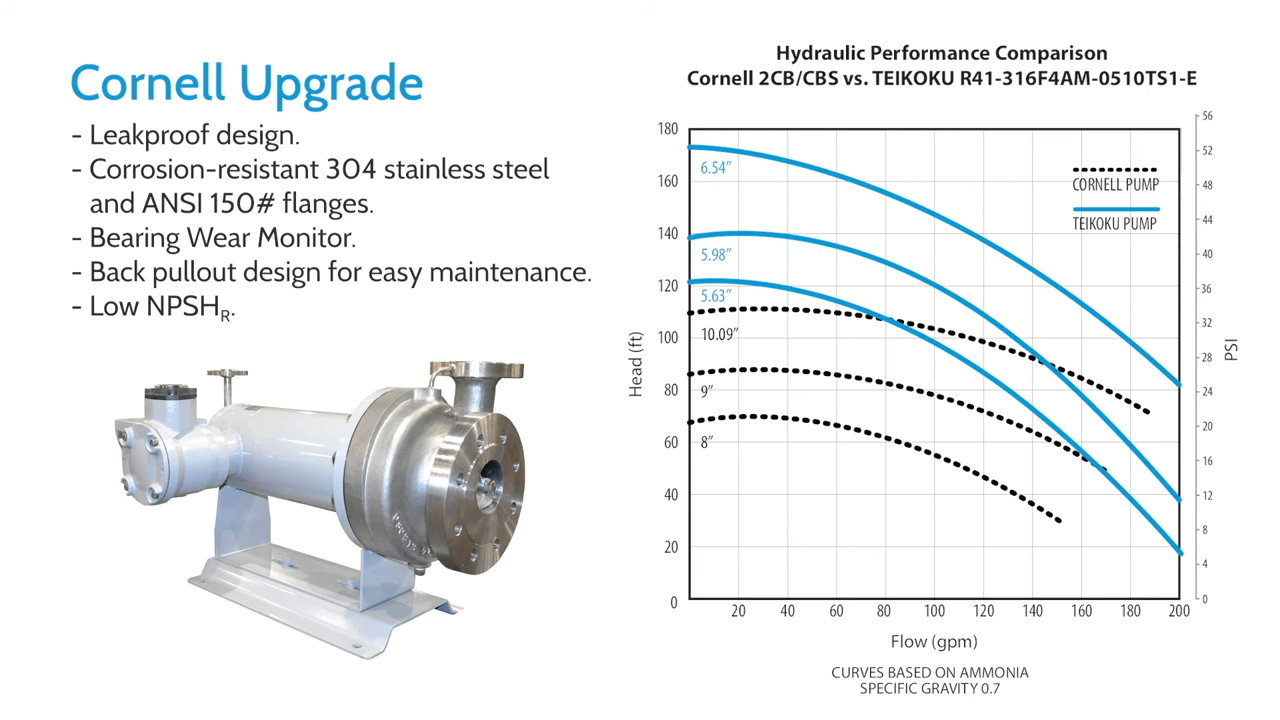 Cornell Upgrade
- Leakproof design.
- Corrosion-resistant 304 stainless steel
and ANSI 150# flanges.
- Bearing Wear Monitor.
- Back pullout design for easy maintenance.
- Low NPSHR.
Hydraulic Performance Comparison
Cornell 2CB/CBS vs. TEIKOKU R41-316F4AM-0510TS1-E
CORNELL PUMP
TEIKOKU PUMP
6.54"
5.98"
5.63"
10.09"
9"
8"
Head (ft)
180
160
140
120
100
80
60
40
20
0
20 40 60 80 100 120 140 160 180 200
Flow (gpm)
56
52
48
44
40
36
32
28
24
20
16
12
8
4
0
PSI
CURVES BASED ON AMMONIA
SPECIFIC GRAVITY 0.7